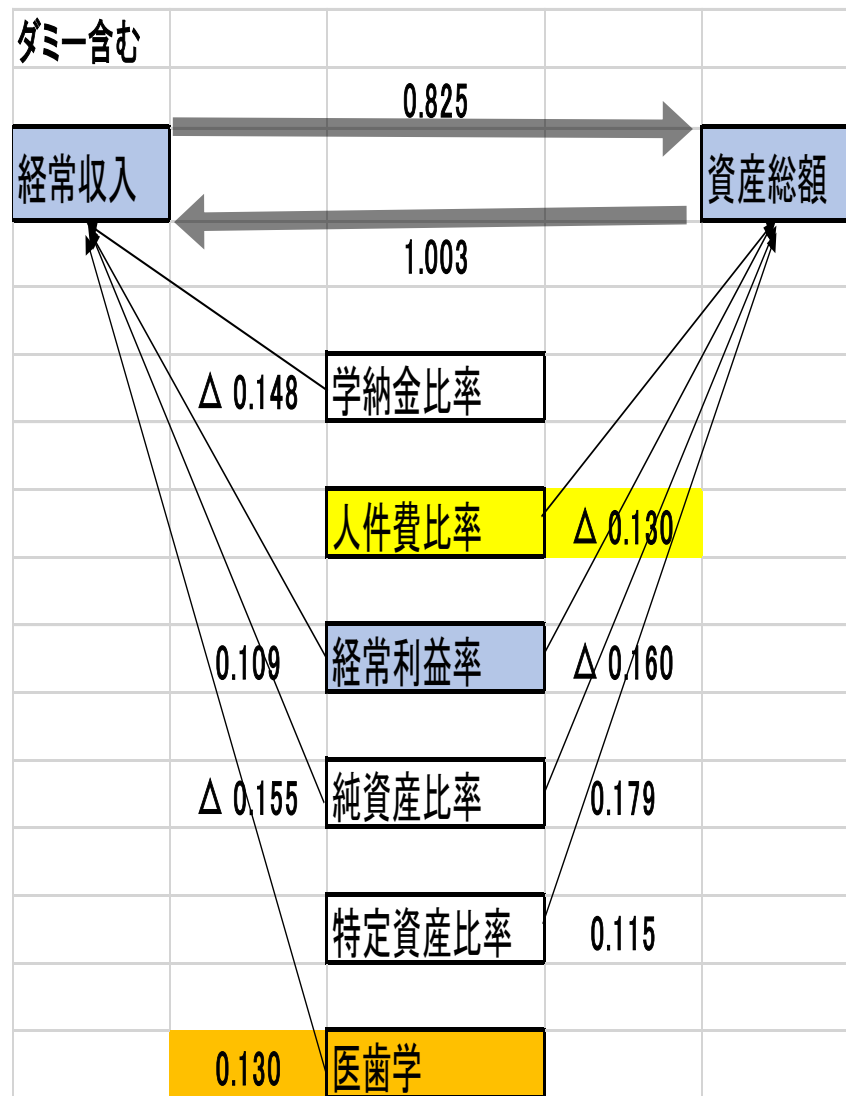 ダミー含む
0.825
経常収入
資産総額
1.003
Δ 0.148 学納金比率
人件費比率 Δ 0.130
0.109 経常利益率 Δ 0.160
Δ 0.155 純資産比率 0.179
特定資産比率 0.115
0.130 医歯学